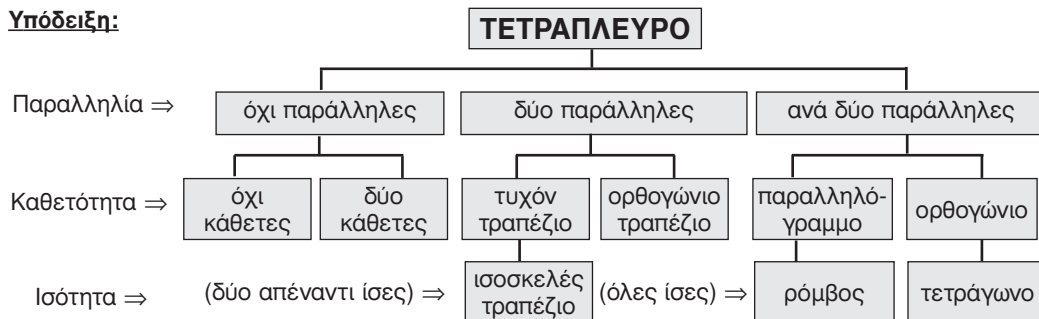 Υπόδειξη:
ΤΕΤΡΑΠΛΕΥΡΟ
Παραλληλία ⇒
όχι παράλληλες
δύο παράλληλες
ανά δύο παράλληλες
Καθετότητα ⇒
όχι
κάθετες
δύο
κάθετες
τυχόν
τραπέζιο
ορθογώνιο
τραπέζιο
παραλληλό-
γραμμο
ορθογώνιο
Ισότητα ⇒
(δύο απέναντι ίσες) ⇒
ισοσκελές
τραπέζιο
(όλες ίσες) ⇒
ρόμβος
τετράγωνο